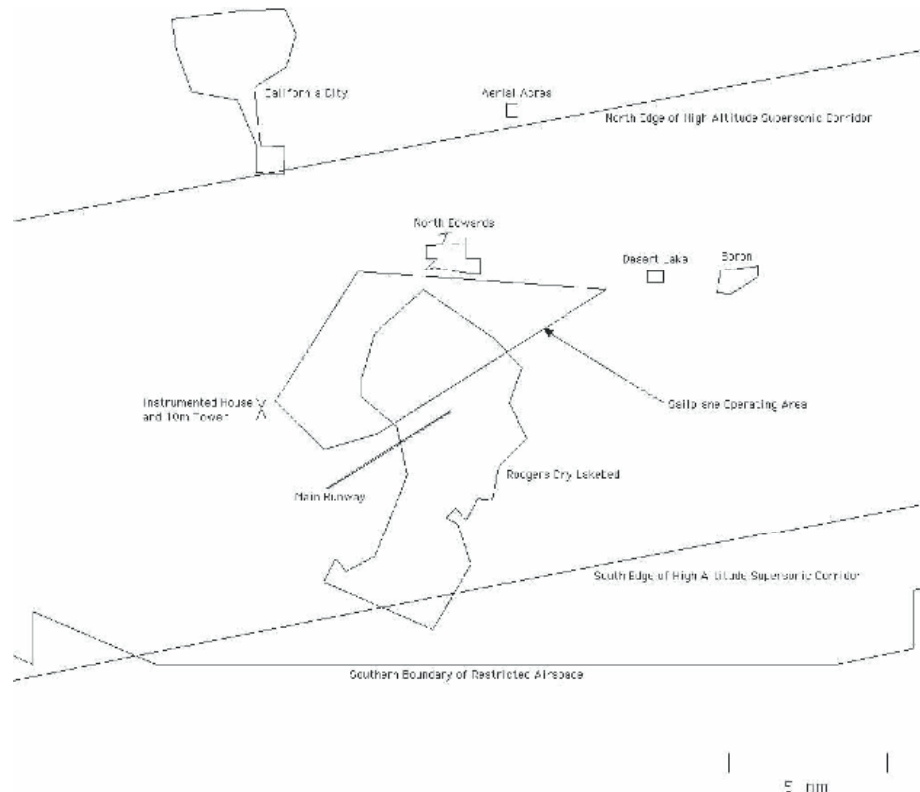 California City
Aerial Acres
North Edge of High Altitude Supersonic Corridor
North Edwards
Desert Lake
Boron
Instrumented House
and 10m Tower
Sailplane Operating Area
Main Runway
Rodgers Dry Lakebed
South Edge of High Altitude Supersonic Corridor
Southern Boundary of Restricted Airspace
5 nm